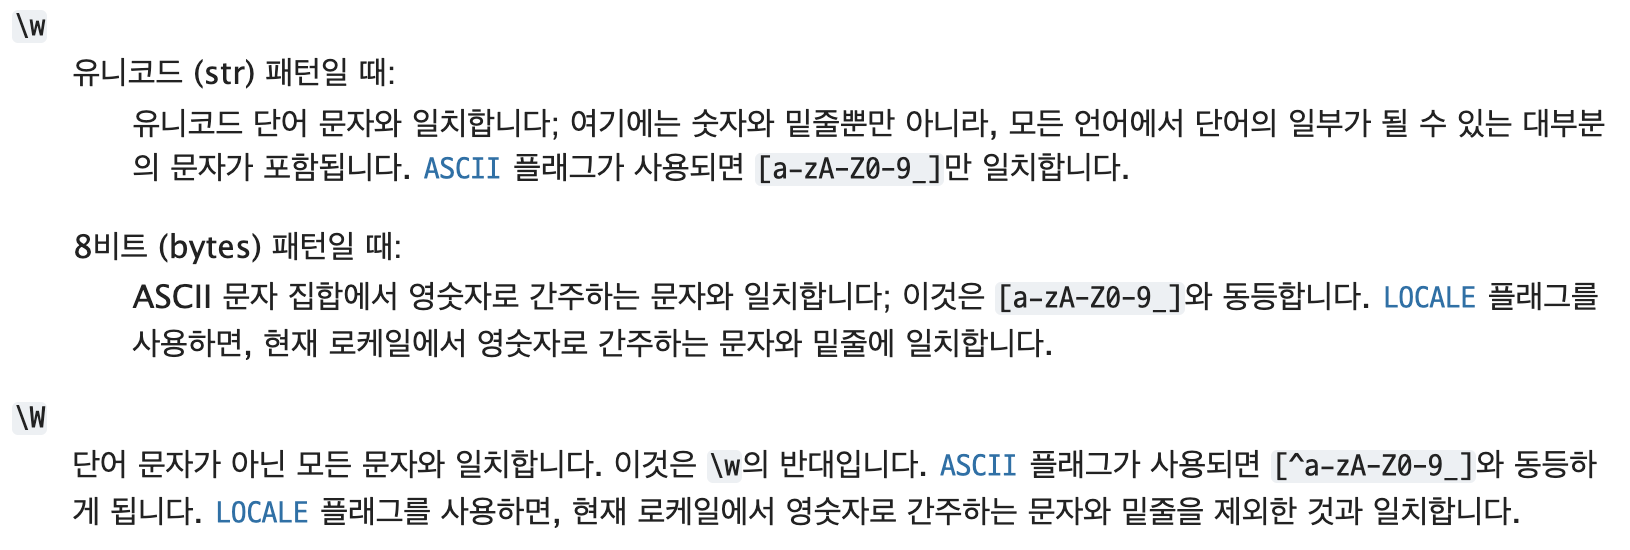 \w
유니코드 (str) 패턴일 때:
유니코드 단어 문자와 일치합니다; 여기에는 숫자와 밑줄뿐만 아니라, 모든 언어에서 단어의 일부가 될 수 있는 대부분
의 문자가 포함됩니다. ASCII 플래그가 사용되면 [a-zA-Z0-9_]만 일치합니다.
8비트 (bytes) 패턴일 때:
ASCII 문자 집합에서 영숫자로 간주하는 문자와 일치합니다; 이것은 [a-zA-Z0-9_]와 동등합니다. LOCALE 플래그를
사용하면, 현재 로케일에서 영숫자로 간주하는 문자와 밑줄에 일치합니다.
\W
단어 문자가 아닌 모든 문자와 일치합니다. 이것은 \w의 반대입니다. ASCII 플래그가 사용되면 [^a-zA-Z0-9_]와 동등하
게 됩니다. LOCALE 플래그를 사용하면, 현재 로케일에서 영숫자로 간주하는 문자와 밑줄을 제외한 것과 일치합니다.